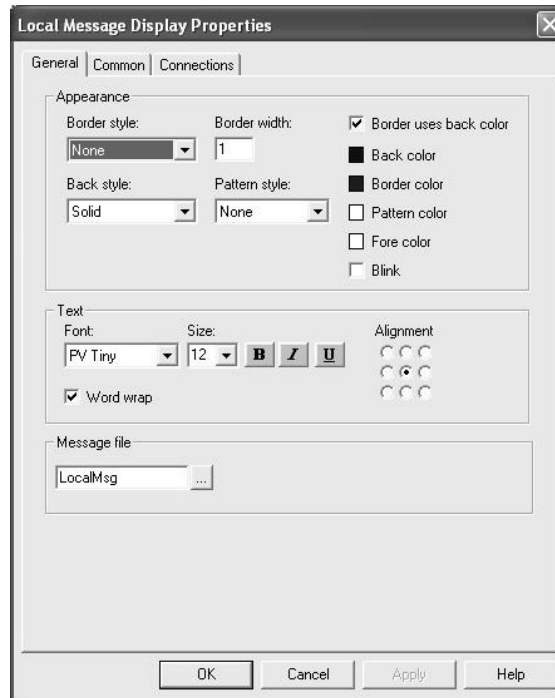 Local Message Display Properties
General Common Connections
Appearance
Border style: Border width:
None 1
Border uses back color
Back color
Back style: Pattern style:
Solid None
Border color
Pattern color
Fore color
Blink
Text
Font: Size: Alignment
PV Tiny 12 B I U
Word wrap
Message file
LocalMsg ...
OK Cancel Apply Help